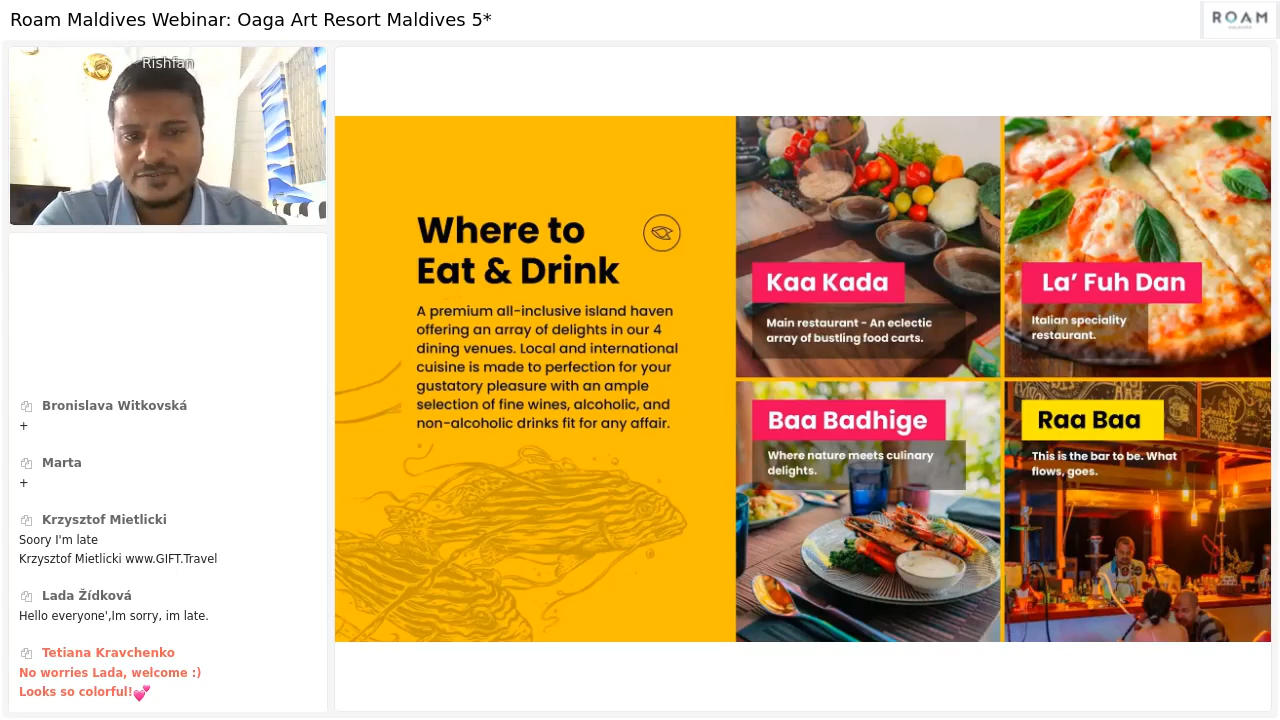 Roam Maldives Webinar: Oaga Art Resort Maldives 5*
ROAM
Rishfan
Bronislava Witkovská
+
Marta
+
Krzysztof Mietlicki
Soory I'm late
Krzysztof Mietlicki www.GIFT.Travel
Lada Žídková
Hello everyone',Im sorry, im late.
Tetiana Kravchenko
No worries Lada, welcome :)
Looks so colorful!💕
Where to
Eat & Drink
A premium all-inclusive island haven
offering an array of delights in our 4
dining venues. Local and international
cuisine is made to perfection for your
gustatory pleasure with an ample
selection of fine wines, alcoholic, and
non-alcoholic drinks fit for any affair.
Kaa Kada
Main restaurant - An eclectic
array of bustling food carts.
La’ Fuh Dan
Italian speciality
restaurant.
Baa Badhige
Where nature meets culinary
delights.
Raa Baa
This is the bar to be. What
flows, goes.